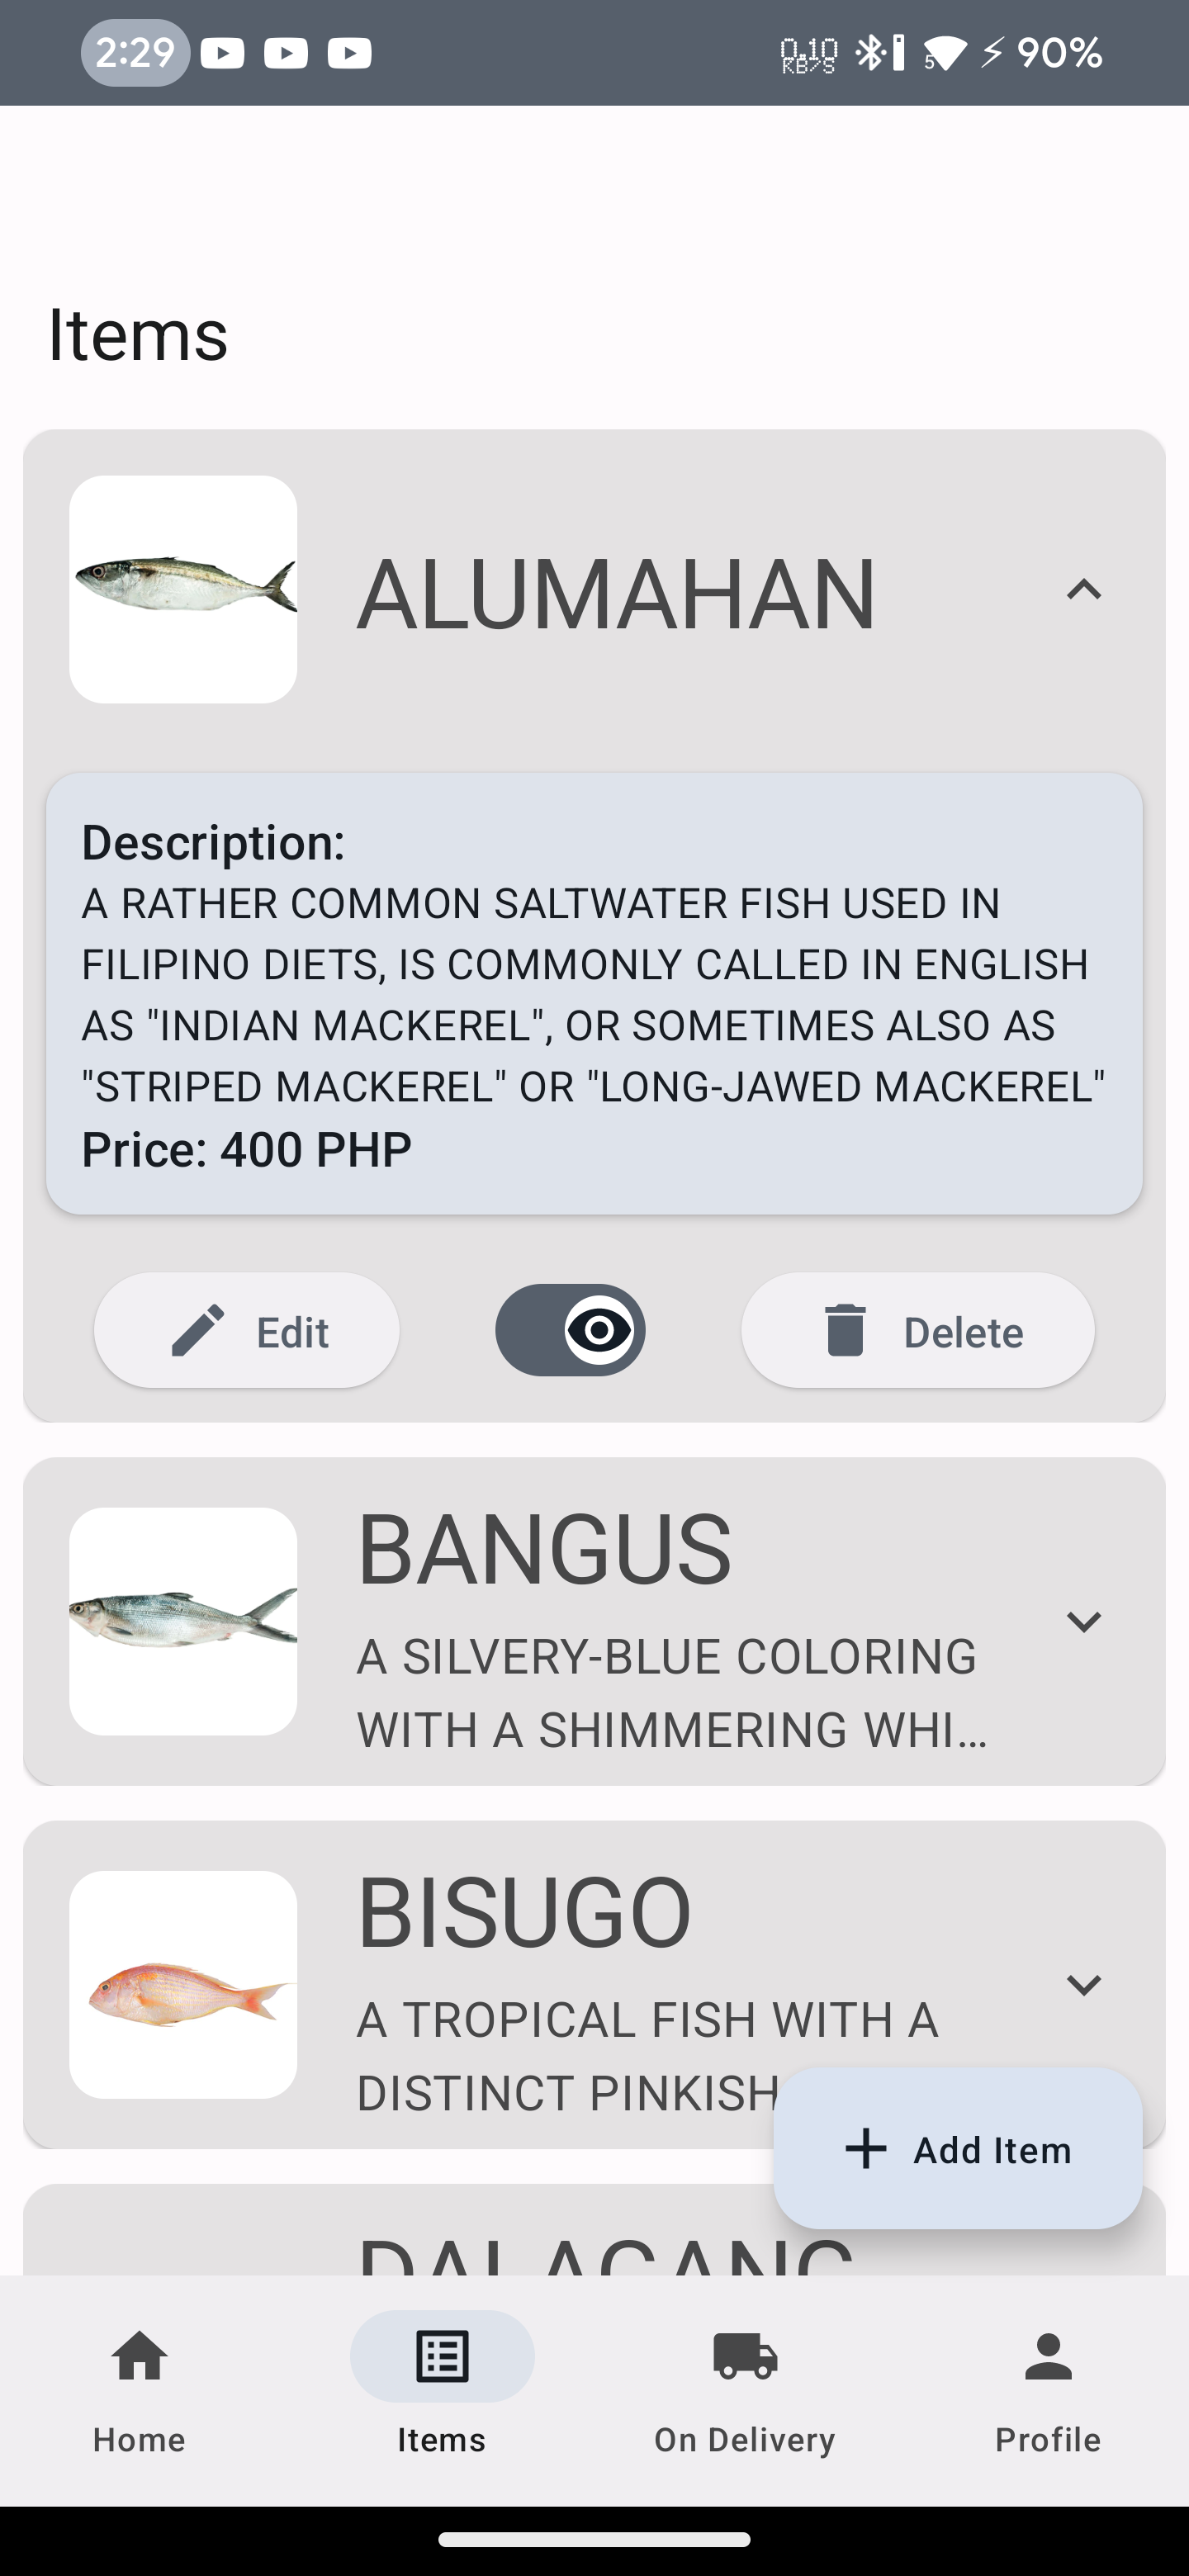 2:29
0.10
KB/S
5
90%
Items
ALUMAHAN
Description:
A RATHER COMMON SALTWATER FISH USED IN
FILIPINO DIETS, IS COMMONLY CALLED IN ENGLISH
AS "INDIAN MACKEREL", OR SOMETIMES ALSO AS
"STRIPED MACKEREL" OR "LONG-JAWED MACKEREL"
Price: 400 PHP
Edit
Delete
BANGUS
A SILVERY-BLUE COLORING
WITH A SHIMMERING WHI...
BISUGO
A TROPICAL FISH WITH A
DISTINCT PINKISH
Add Item
Home
Items
On Delivery
Profile